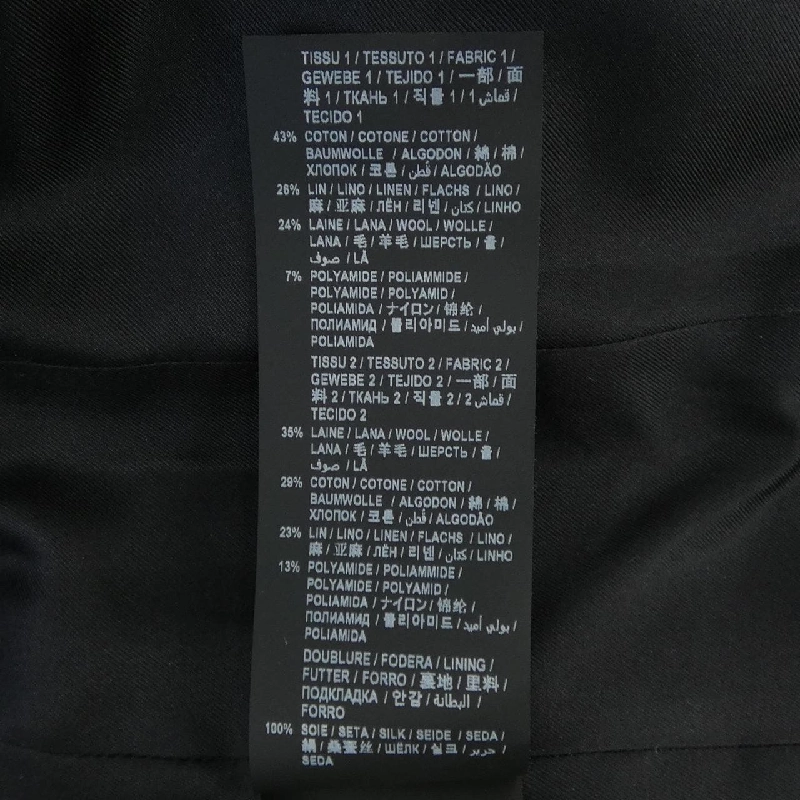 TISSU 1 / TESSUTO 1 / FABRIC 1 /
GEWEBE 1 / TEJIDO 1 / 一部 / 面
料 1 / ТКАНЬ 1 / 직물 1 / 1 قماش /
TECIDO 1
43% COTON / COTONE / COTTON /
BAUMWOLLE / ALGODON / 綿 / 棉 /
ХЛОПОК / 코튼 / قطن / ALGODÃO
26% LIN / LINO / LINEN / FLACHS / LINO /
麻 / 亚麻 / ЛЁН / 리넨 / كتان / LINHO
24% LAINE / LANA / WOOL / WOLLE /
LANA / 毛 / 羊毛 / ШЕРСТЬ / 울 /
صوف / LÃ
7% POLYAMIDE / POLIAMMIDE /
POLYAMIDE / POLYAMID /
POLIAMIDA / ナイロン / 锦纶 /
ПОЛИАМИД / 폴리아미드 / بولي أميد /
POLIAMIDA
TISSU 2 / TESSUTO 2 / FABRIC 2 /
GEWEBE 2 / TEJIDO 2 / 一部 / 面
料 2 / ТКАНЬ 2 / 직물 2 / 2 قماش /
TECIDO 2
35% LAINE / LANA / WOOL / WOLLE /
LANA / 毛 / 羊毛 / ШЕРСТЬ / 울 /
صوف / LÃ
29% COTON / COTONE / COTTON /
BAUMWOLLE / ALGODON / 綿 / 棉 /
ХЛОПОК / 코튼 / قطن / ALGODÃO
23% LIN / LINO / LINEN / FLACHS / LINO /
麻 / 亚麻 / ЛЁН / 리넨 / كتان / LINHO
13% POLYAMIDE / POLIAMMIDE /
POLYAMIDE / POLYAMID /
POLIAMIDA / ナイロン / 锦纶 /
ПОЛИАМИД / 폴리아미드 / بولي أميد /
POLIAMIDA
DOUBLURE / FODERA / LINING /
FUTTER / FORRO / 裏地 / 里料 /
ПОДКЛАДКА / 안감 / البطانة /
FORRO
100% SOIE / SETA / SILK / SEIDE / SEDA /
絹 / 桑蚕丝 / ШЁЛК / 실크 / حرير /
SEDA